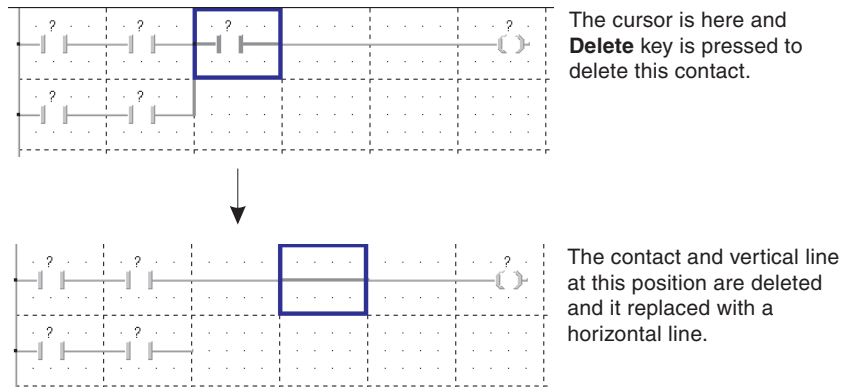 ? ? ? ?
The cursor is here and
Delete key is pressed to
delete this contact.
? ?
? ? ?
The contact and vertical line
at this position are deleted
and it replaced with a
horizontal line.
? ?